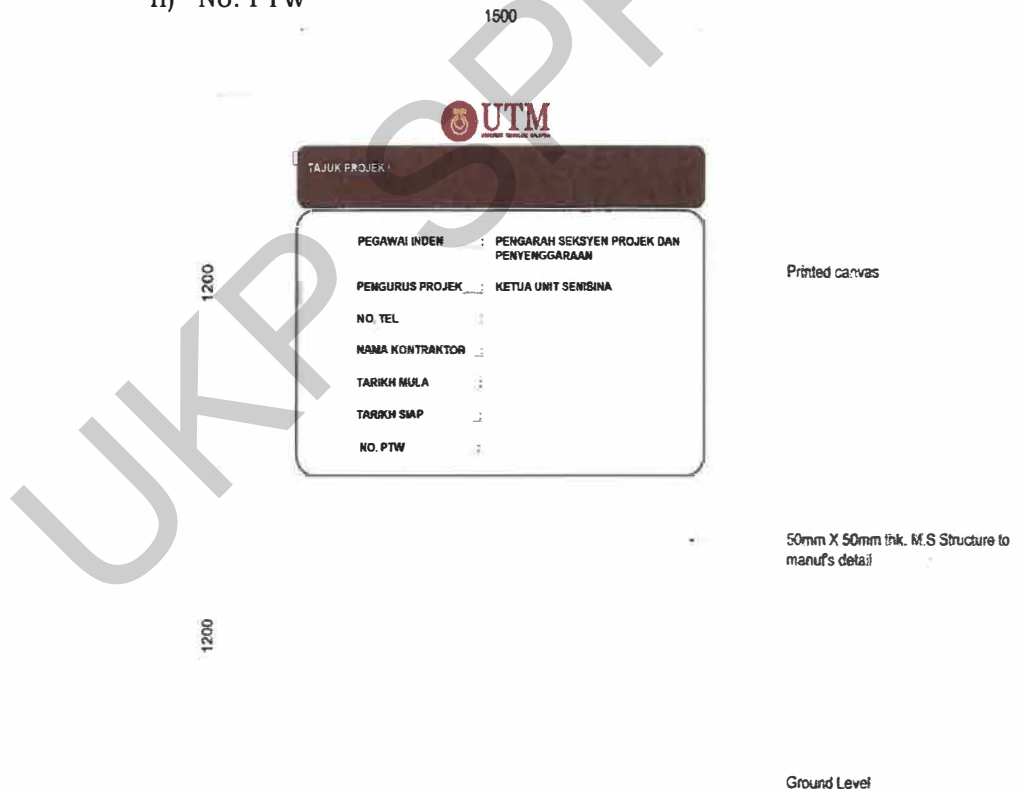 No. PTW
1500
UTM
TAJUK PROJEK :
PEGAWAI INDEN : PENGARAH SEKSYEN PROJEK DAN
PENYENGGARAAN
PENGURUS PROJEK : KETUA UNIT SENIBINA
NO. TEL :
NAMA KONTRAKTOR :
TARIKH MULA :
TARIKH SIAP :
NO. PTW :
1200
Printed canvas
50mm X 50mm thk. M.S Structure to
manuf's detail
1200
Ground Level
UKP SP